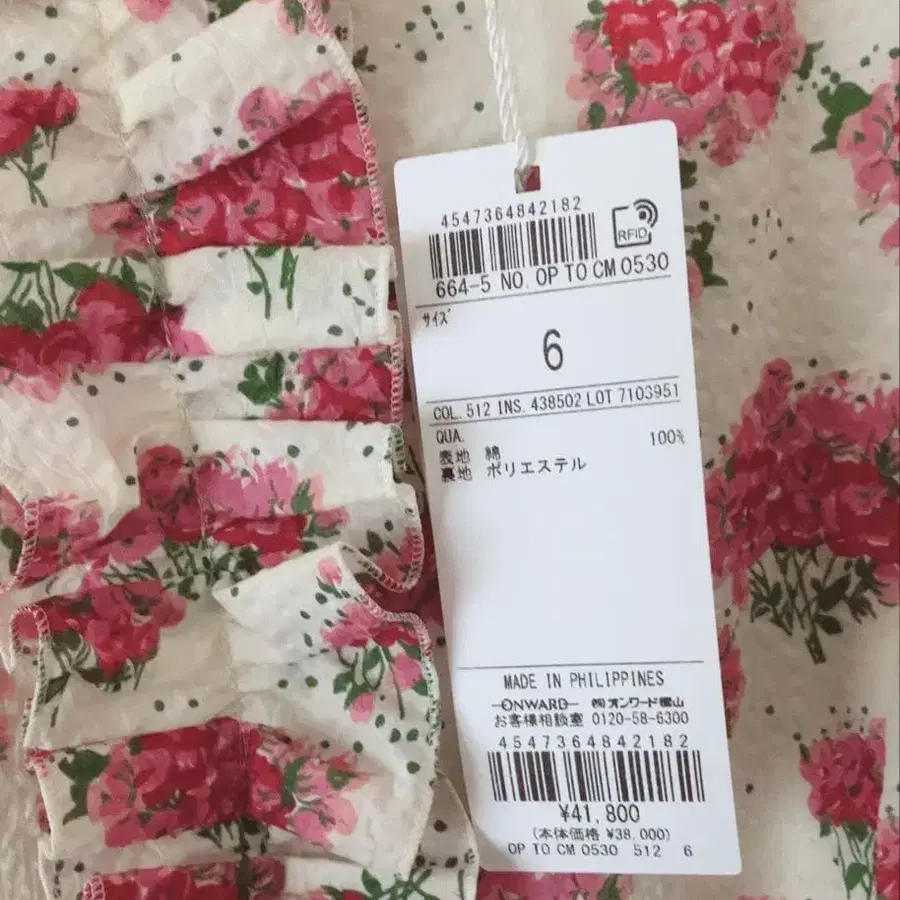 4547364842182
RFID
664-5 NO. OP TO CM 0530
サイズ
6
COL. 512 INS. 438502 LOT 7103951
QUA.
表地 綿 100%
裏地 ポリエステル
MADE IN PHILIPPINES
ONWARD ㈱オンワード樫山
お客様相談室 0120-58-6300
4547364842182
¥41,800
(本体価格 ¥38,000)
OP TO CM 0530 512 6